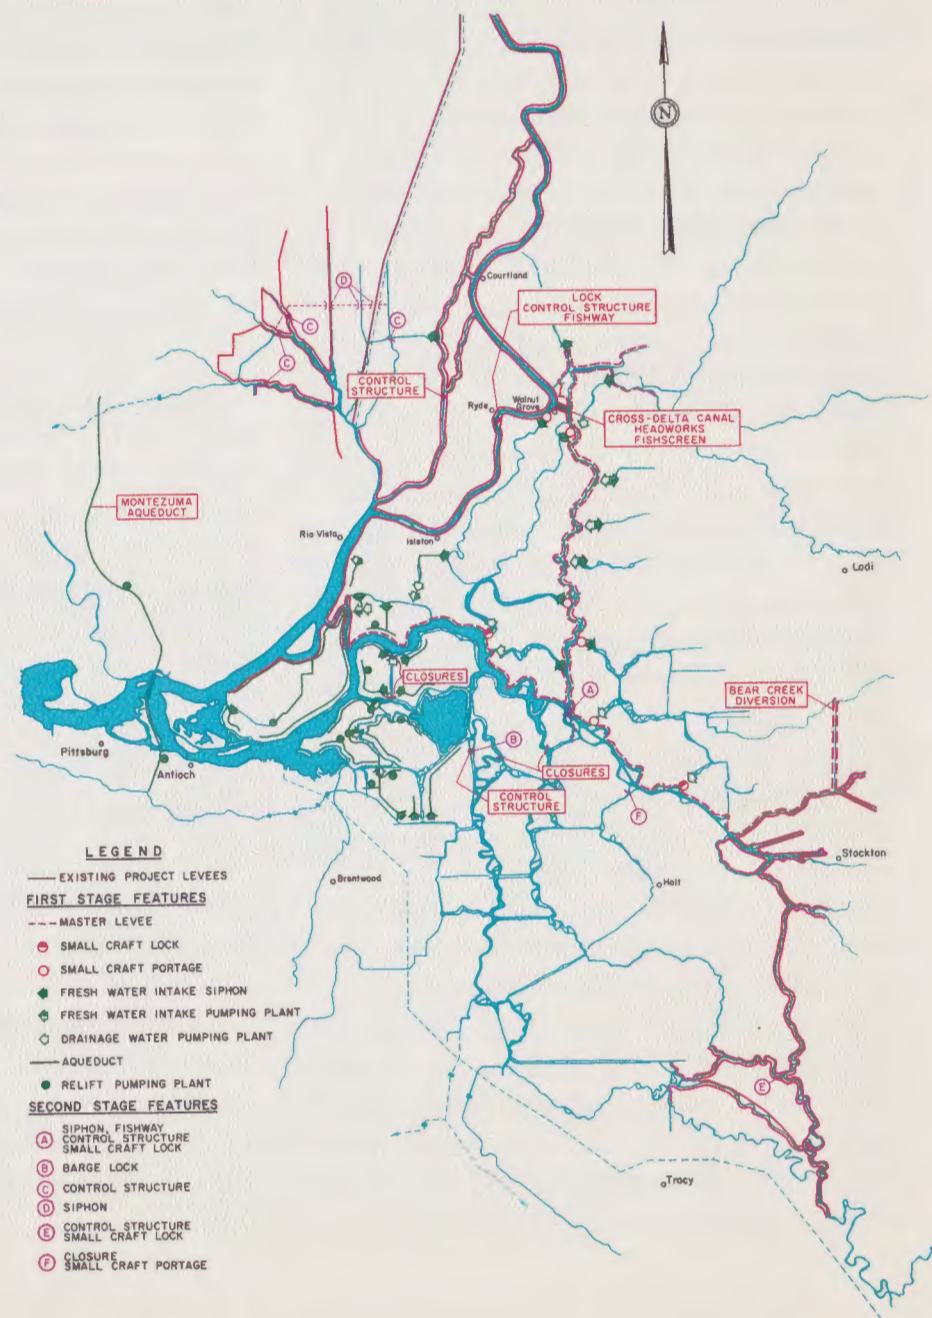 N
Courtland
D
LOCK
CONTROL STRUCTURE
FISHWAY
C
C
C
C
CONTROL
STRUCTURE
Ryde
Walnut
Grove
CROSS-DELTA CANAL
HEADWORKS
FISHSCREEN
MONTEZUMA
AQUEDUCT
Rio Vista
Isleton
Lodi
CLOSURES
A
BEAR CREEK
DIVERSION
B
Pittsburg
Antioch
CLOSURES
CONTROL
STRUCTURE
F
Stockton
Brentwood
Holt
E
Tracy
LEGEND
EXISTING PROJECT LEVEES
FIRST STAGE FEATURES
MASTER LEVEE
SMALL CRAFT LOCK
SMALL CRAFT PORTAGE
FRESH WATER INTAKE SIPHON
FRESH WATER INTAKE PUMPING PLANT
DRAINAGE WATER PUMPING PLANT
AQUEDUCT
RELIFT PUMPING PLANT
SECOND STAGE FEATURES
A SIPHON, FISHWAY
CONTROL STRUCTURE
SMALL CRAFT LOCK
B BARGE LOCK
C CONTROL STRUCTURE
D SIPHON
E CONTROL STRUCTURE
SMALL CRAFT LOCK
F CLOSURE
SMALL CRAFT PORTAGE